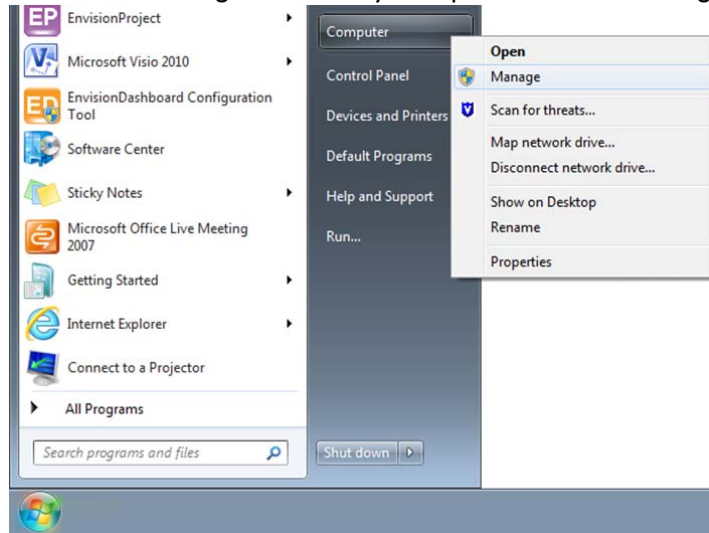 EP EnvisionProject
Microsoft Visio 2010
ED EnvisionDashboard Configuration
Tool
Software Center
Sticky Notes
Microsoft Office Live Meeting
2007
Getting Started
Internet Explorer
Connect to a Projector
All Programs
Search programs and files
Computer
Control Panel
Devices and Printers
Default Programs
Help and Support
Run...
Shut down
Open
Manage
Scan for threats...
Map network drive...
Disconnect network drive...
Show on Desktop
Rename
Properties